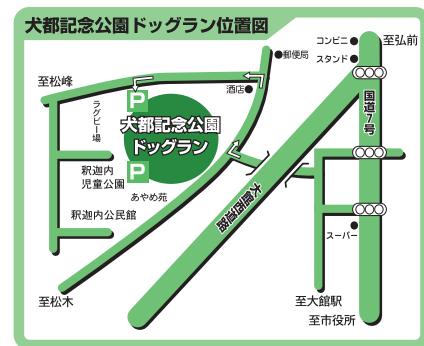 犬都記念公園ドッグラン位置図
コンビニ
至弘前
郵便局
スタンド
至松峰
酒店
P
ラグビー場
国道7号
犬都記念公園
ドッグラン
P
釈迦内
児童公園
あやめ苑
釈迦内公民館
大館西道路
スーパー
至松木
至大館駅
至市役所